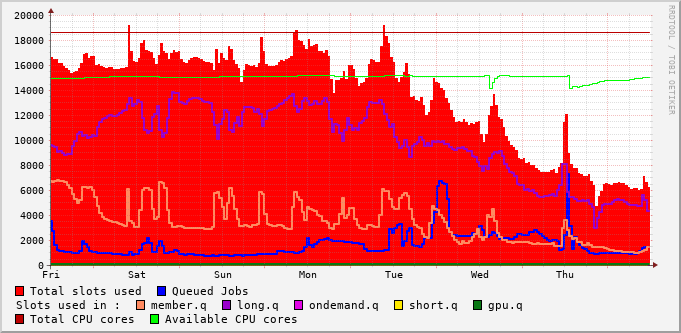 20000
18000
16000
14000
12000
10000
8000
6000
4000
2000
0
Fri Sat Sun Mon Tue Wed Thu
RRDTOOL / TOBI OETIKER
Total slots used Queued Jobs
Slots used in : member.q long.q ondemand.q short.q gpu.q
Total CPU cores Available CPU cores